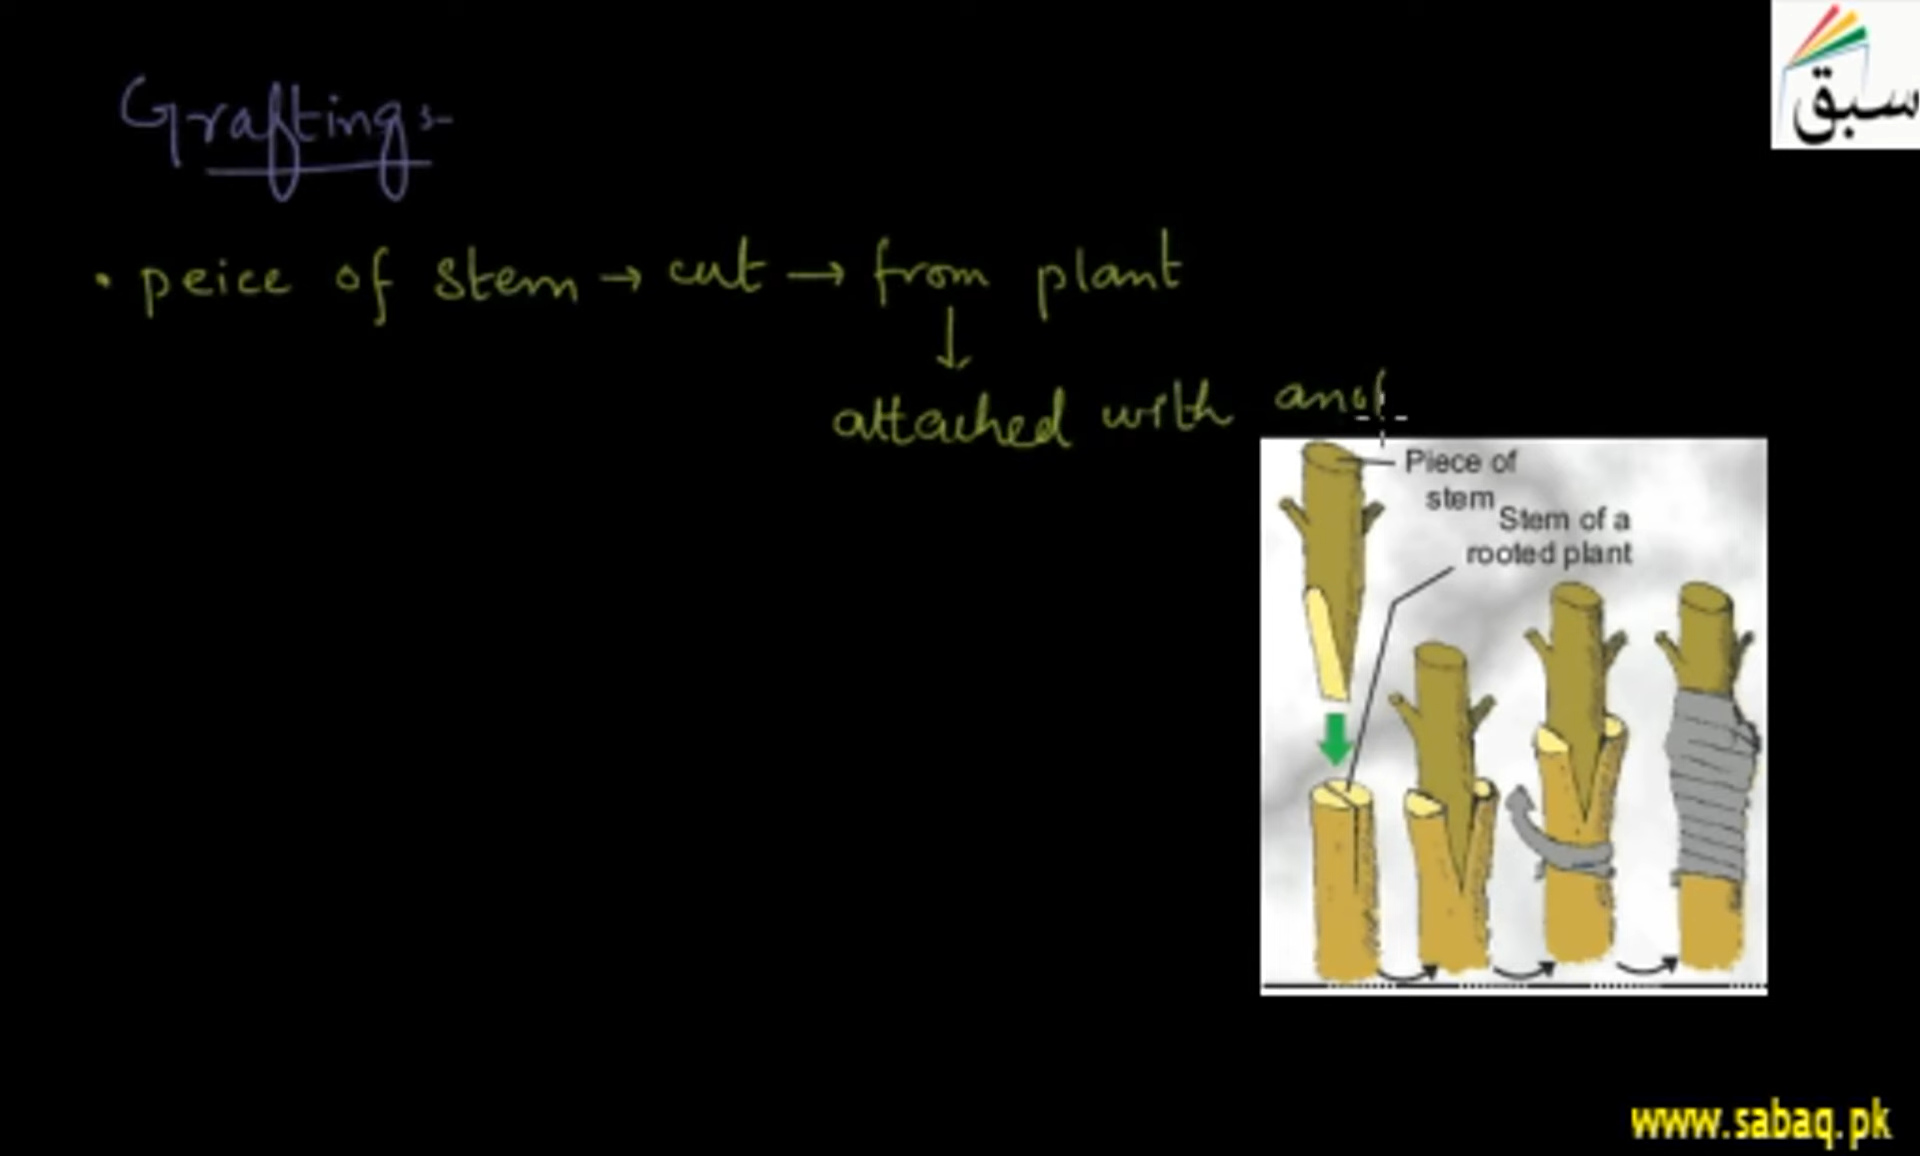 Grafting:-
سبق
• peice of stem → cut → from plant
↓
attached with anot
Piece of
stem
Stem of a
rooted plant
www.sabaq.pk